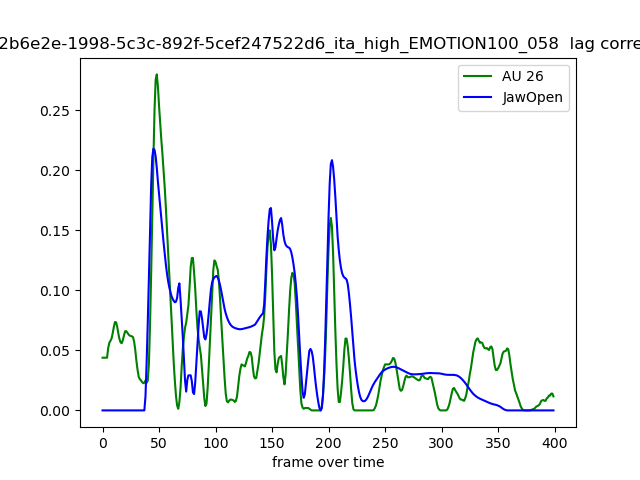 2b6e2e-1998-5c3c-892f-5cef247522d6_ita_high_EMOTION100_058 lag corre
AU 26
JawOpen
0.25
0.20
0.15
0.10
0.05
0.00
0 50 100 150 200 250 300 350 400
frame over time